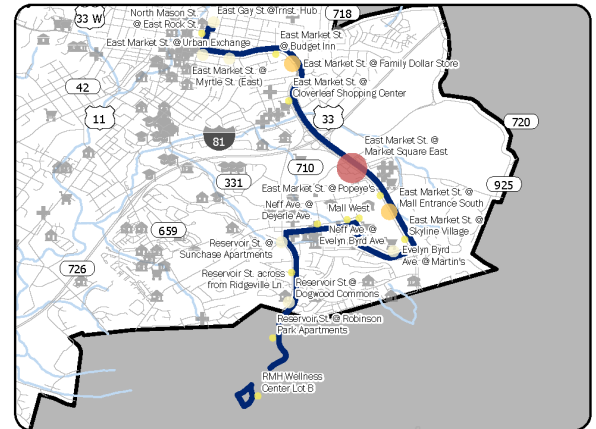 33 W
North Mason St.
@ East Rock St.
East Gay St @Trnst. Hub
718
East Market St. @ Urban Exchange
East Market St.
@ Budget Inn
East Market St. @ Family Dollar Store
East Market St. @
Myrtle St. (East)
East Market St. @
Cloverleaf Shopping Center
42
11
33
720
81
East Market St. @
Market Square East
710
331
925
East Market St. @ Popeye's
East Market St. @
Mall Entrance South
Neff Ave. @
Deyerle Ave.
Mall West
East Market St. @
Skyline Village
659
Neff Ave. @
Evelyn Byrd Ave
Reservoir St. @
Sunchase Apartments
Evelyn Byrd
Ave. @ Martin's
726
Reservoir St. across
from Ridgeville Ln
Reservoir St. @
Dogwood Commons
Reservoir St. @ Robinson
Park Apartments
RMH Wellness
Center Lot B